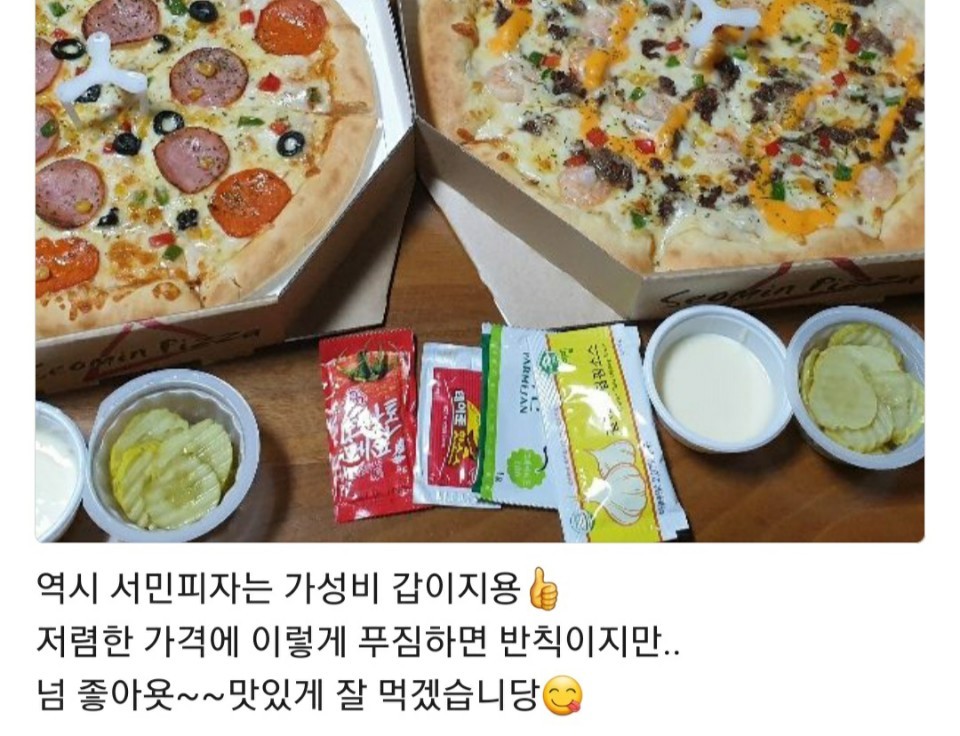 Seomin Pizza
Seomin Pizza
PARMESAN
역시 서민피자는 가성비 갑이지용👍
저렴한 가격에 이렇게 푸짐하면 반칙이지만..
넘 좋아욧~~맛있게 잘 먹겠습니당😋